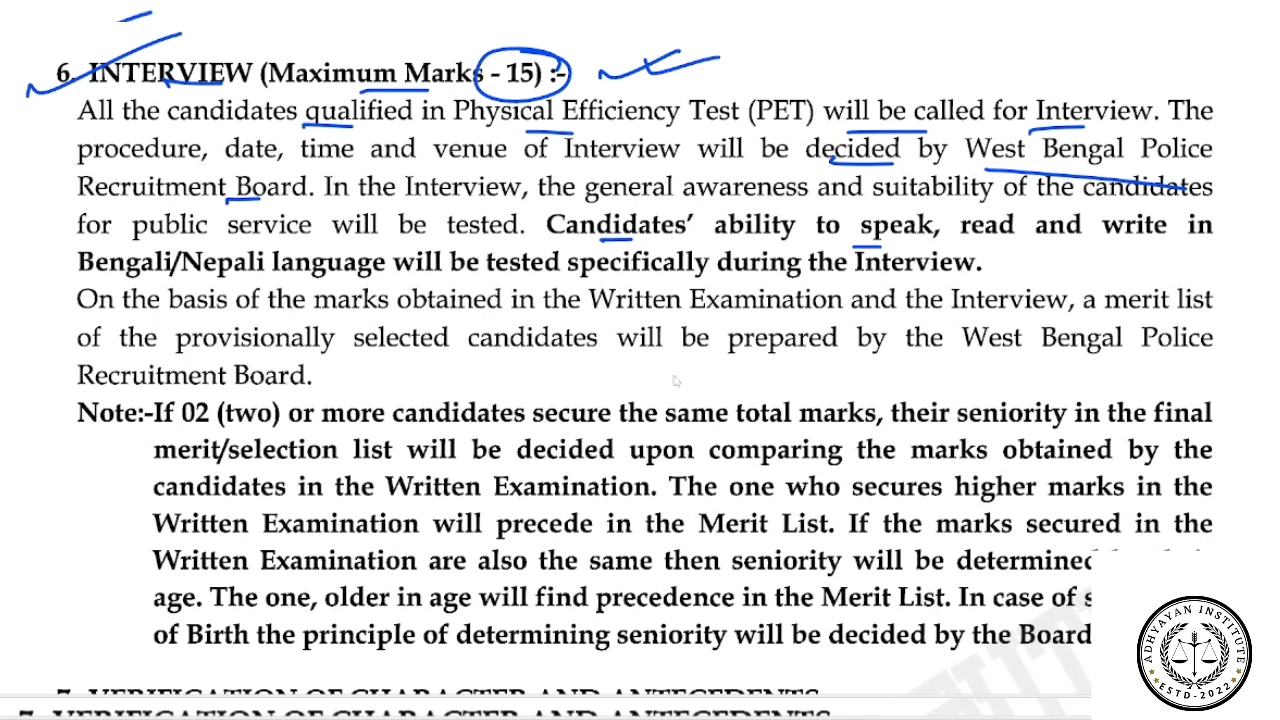 6. INTERVIEW (Maximum Marks - 15) :-
All the candidates qualified in Physical Efficiency Test (PET) will be called for Interview. The
procedure, date, time and venue of Interview will be decided by West Bengal Police
Recruitment Board. In the Interview, the general awareness and suitability of the candidates
for public service will be tested. Candidates' ability to speak, read and write in
Bengali/Nepali language will be tested specifically during the Interview.
On the basis of the marks obtained in the Written Examination and the Interview, a merit list
of the provisionally selected candidates will be prepared by the West Bengal Police
Recruitment Board.
Note:-If 02 (two) or more candidates secure the same total marks, their seniority in the final
merit/selection list will be decided upon comparing the marks obtained by the
candidates in the Written Examination. The one who secures higher marks in the
Written Examination will precede in the Merit List. If the marks secured in the
Written Examination are also the same then seniority will be determined
age. The one, older in age will find precedence in the Merit List. In case of
of Birth the principle of determining seniority will be decided by the Board
ADHYAYAN INSTITUTE
ESTD-2022
7. VERIFICATION OF CHARACTER AND ANTECEDENTS